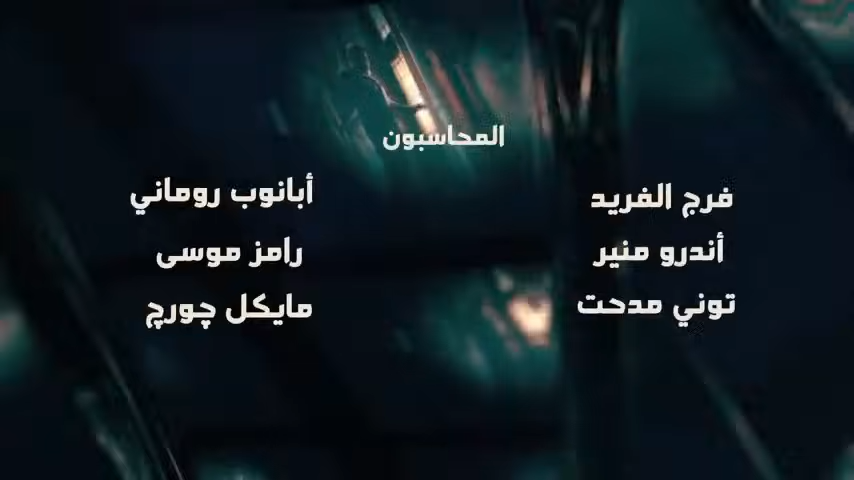 المحاسبون
فرج الفريد
أبانوب روماني
أندرو منير
رامز موسى
توني مدحت
مايكل چورچ